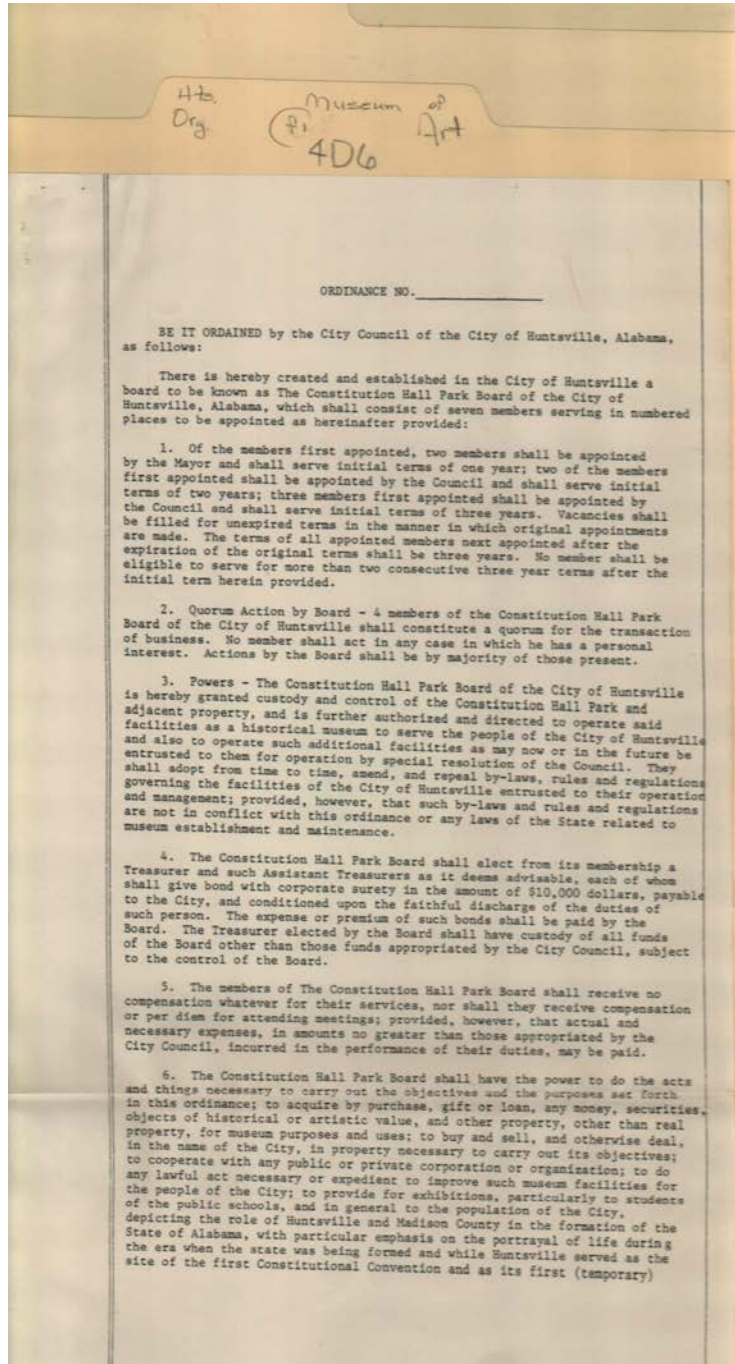 Hts. Museum of
Org. Art
4D6
ORDINANCE NO.
BE IT ORDAINED by the City Council of the City of Huntsville, Alabama,
as follows:
There is hereby created and established in the City of Huntsville a
board to be known as The Constitution Hall Park Board of the City of
Huntsville, Alabama, which shall consist of seven members serving in numbered
places to be appointed as hereinafter provided:
1. Of the members first appointed, two members shall be appointed
by the Mayor and shall serve initial terms of one year; two of the members
first appointed shall be appointed by the Council and shall serve initial
terms of two years; three members first appointed shall be appointed by
the Council and shall serve initial terms of three years. Vacancies shall
be filled for unexpired terms in the manner in which original appointments
are made. The terms of all appointed members next appointed after the
expiration of the original terms shall be three years. No member shall be
eligible to serve for more than two consecutive three year terms after the
initial term herein provided.
2. Quorum Action by Board - 4 members of the Constitution Hall Park
Board of the City of Huntsville shall constitute a quorum for the transaction
of business. No member shall act in any case in which he has a personal
interest. Actions by the Board shall be by majority of those present.
3. Powers - The Constitution Hall Park Board of the City of Huntsville
is hereby granted custody and control of the Constitution Hall Park and
adjacent property, and is further authorized and directed to operate said
facilities as a historical museum to serve the people of the City of Huntsville
and also to operate such additional facilities as may now or in the future be
entrusted to them for operation by special resolution of the Council. They
shall adopt from time to time, amend, and repeal by-laws, rules and regulations
governing the facilities of the City of Huntsville entrusted to their operation
and management; provided, however, that such by-laws and rules and regulations
are not in conflict with this ordinance or any laws of the State related to
museum establishment and maintenance.
4. The Constitution Hall Park Board shall elect from its membership a
Treasurer and such Assistant Treasurers as it deems advisable, each of whom
shall give bond with corporate surety in the amount of $10,000 dollars, payable
to the City, and conditioned upon the faithful discharge of the duties of
such person. The expense or premium of such bonds shall be paid by the
Board. The Treasurer elected by the Board shall have custody of all funds
of the Board other than those funds appropriated by the City Council, subject
to the control of the Board.
5. The members of The Constitution Hall Park Board shall receive no
compensation whatever for their services, nor shall they receive compensation
or per diem for attending meetings; provided, however, that actual and
necessary expenses, in amounts no greater than those appropriated by the
City Council, incurred in the performance of their duties, may be paid.
6. The Constitution Hall Park Board shall have the power to do the acts
and things necessary to carry out the objectives and the purposes set forth
in this ordinance; to acquire by purchase, gift or loan, any money, securities,
objects of historical or artistic value, and other property, other than real
property, for museum purposes and uses; to buy and sell, and otherwise deal,
in the name of the City, in property necessary to carry out its objectives;
to cooperate with any public or private corporation or organization; to do
any lawful act necessary or expedient to improve such museum facilities for
the people of the City; to provide for exhibitions, particularly to students
of the public schools, and in general to the population of the City,
depicting the role of Huntsville and Madison County in the formation of the
State of Alabama, with particular emphasis on the portrayal of life during
the era when the state was being formed and while Huntsville served as the
site of the first Constitutional Convention and as its first (temporary)